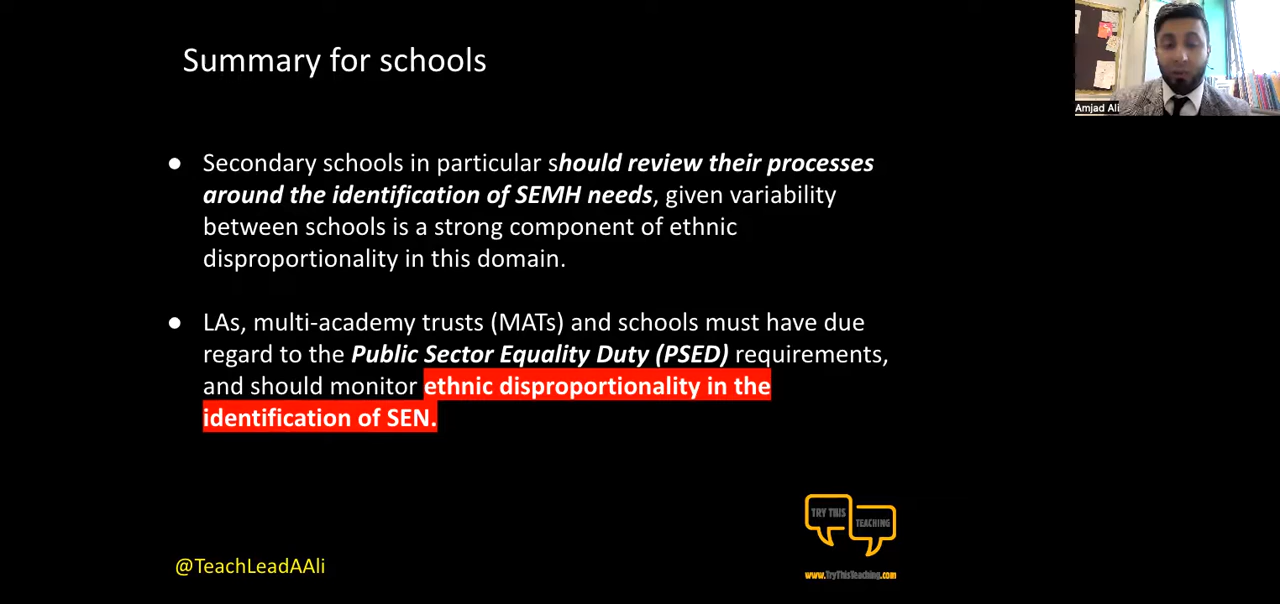 Summary for schools
Amjad Ali
● Secondary schools in particular should review their processes
around the identification of SEMH needs, given variability
between schools is a strong component of ethnic
disproportionality in this domain.
● LAs, multi-academy trusts (MATs) and schools must have due
regard to the Public Sector Equality Duty (PSED) requirements,
and should monitor ethnic disproportionality in the
identification of SEN.
TRY THIS
TEACHING
www.TryThisTeaching.com
@TeachLeadAAli